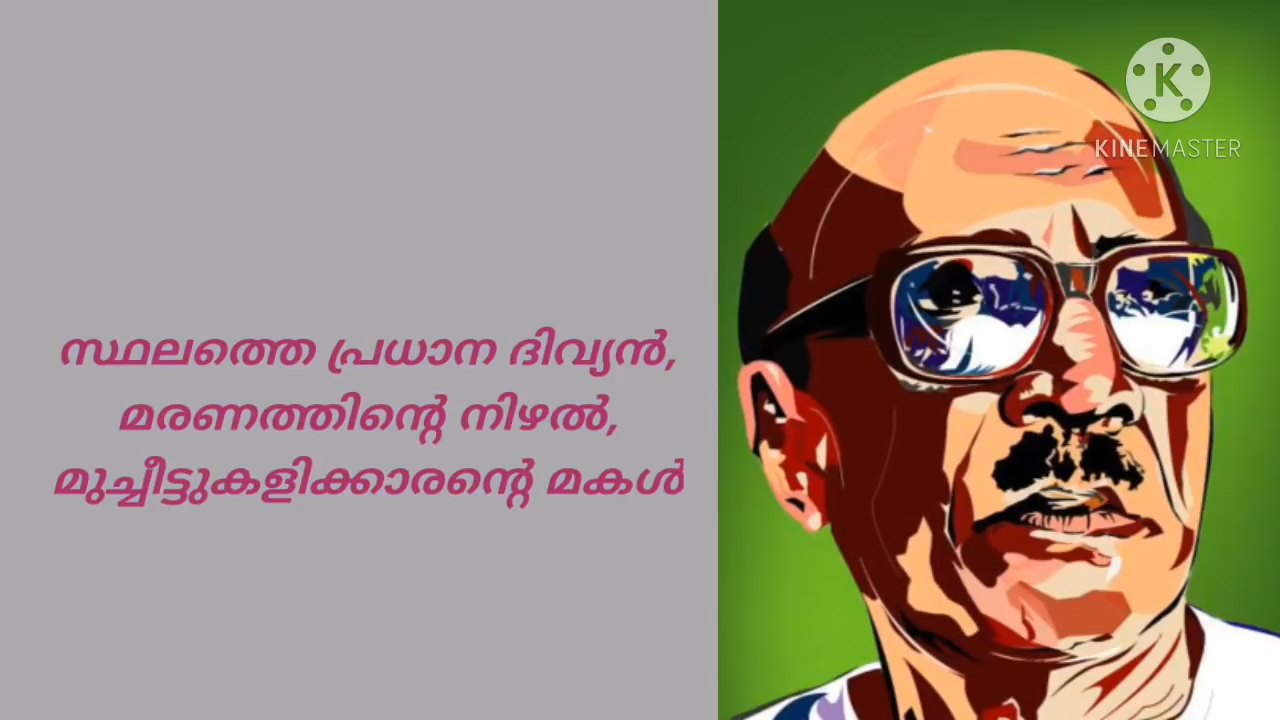 സ്ഥലത്തെ പ്രധാന ദിവ്യൻ,
മരണത്തിന്റെ നിഴൽ,
മുച്ചീട്ടുകളിക്കാരന്റെ മകൾ
K
KINEMASTER